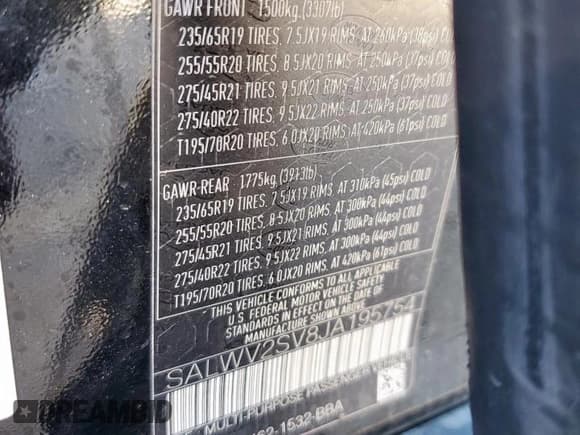 GAWR FRONT 1500kg (3307lb)
235/65R19 TIRES, 7.5JX19 RIMS, AT 260kPa (38psi) COLD
255/55R20 TIRES, 8.5JX20 RIMS, AT 250kPa (37psi) COLD
275/45R21 TIRES, 9.5JX21 RIMS, AT 250kPa (37psi) COLD
275/40R22 TIRES, 9.5JX22 RIMS, AT 250kPa (37psi) COLD
T195/70R20 TIRES, 6.0JX20 RIMS, AT 420kPa (61psi) COLD
GAWR-REAR 1775kg (3913lb)
235/65R19 TIRES, 7.5JX19 RIMS, AT 310kPa (45psi) COLD
255/55R20 TIRES, 8.5JX20 RIMS, AT 300kPa (44psi) COLD
275/45R21 TIRES, 9.5JX21 RIMS, AT 300kPa (44psi) COLD
275/40R22 TIRES, 9.5JX22 RIMS, AT 300kPa (44psi) COLD
T195/70R20 TIRES, 6.0JX20 RIMS, AT 420kPa (61psi) COLD
THIS VEHICLE CONFORMS TO ALL APPLICABLE
U.S. FEDERAL MOTOR VEHICLE SAFETY STANDARDS
IN EFFECT ON THE DATE OF
MANUFACTURE SHOWN ABOVE.
SALWV2SV8JA195754
MULTI-PURPOSE PASSENGER VEHICLE
62-1532-BBA
DREAMBID